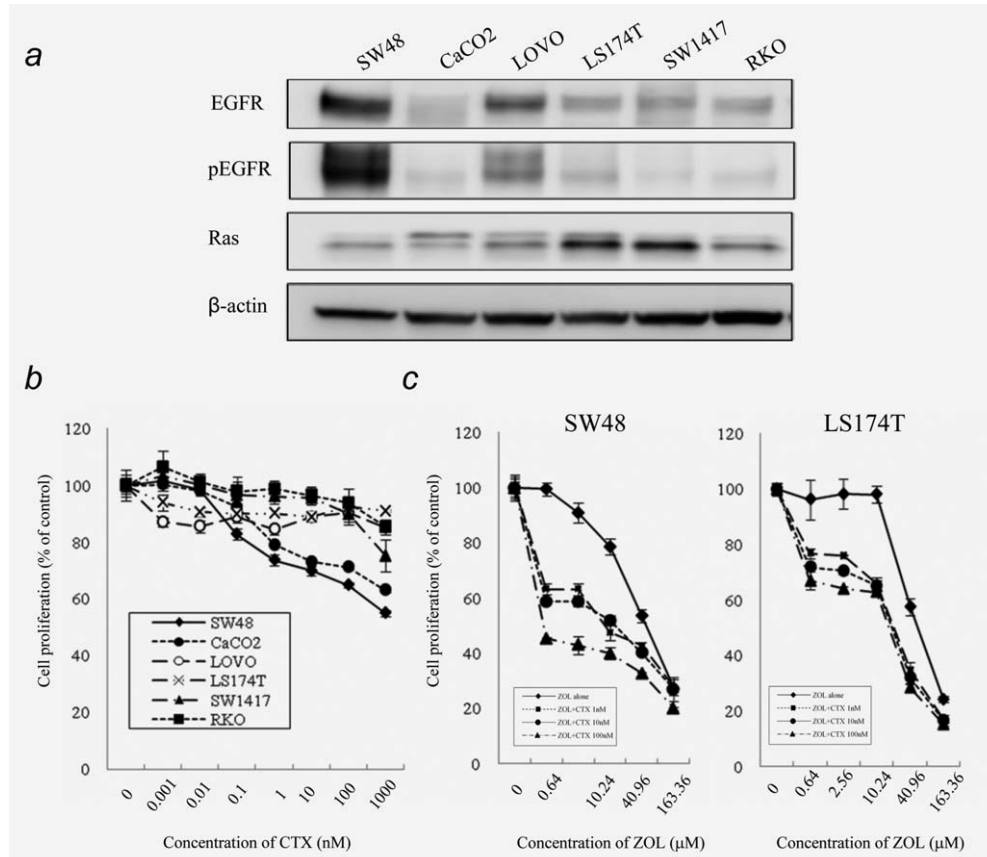 a
SW48 CaCO2 LOVO LS174T SW1417 RKO
EGFR
pEGFR
Ras
β-actin
b
120
100
80
60
40
20
0
Cell proliferation (% of control)
SW48
CaCO2
LOVO
LS174T
SW1417
RKO
0 0.001 0.01 0.1 1 10 100 1000
Concentration of CTX (nM)
c
SW48
120
100
80
60
40
20
0
Cell proliferation (% of control)
ZOL alone
ZOL+CTX 1nM
ZOL+CTX 10nM
ZOL+CTX 100nM
0 0.64 10.24 40.96 163.36
Concentration of ZOL (μM)
LS174T
120
100
80
60
40
20
0
ZOL alone
ZOL+CTX 1nM
ZOL+CTX 10nM
ZOL+CTX 100nM
0 0.64 2.56 10.24 40.96 163.36
Concentration of ZOL (μM)